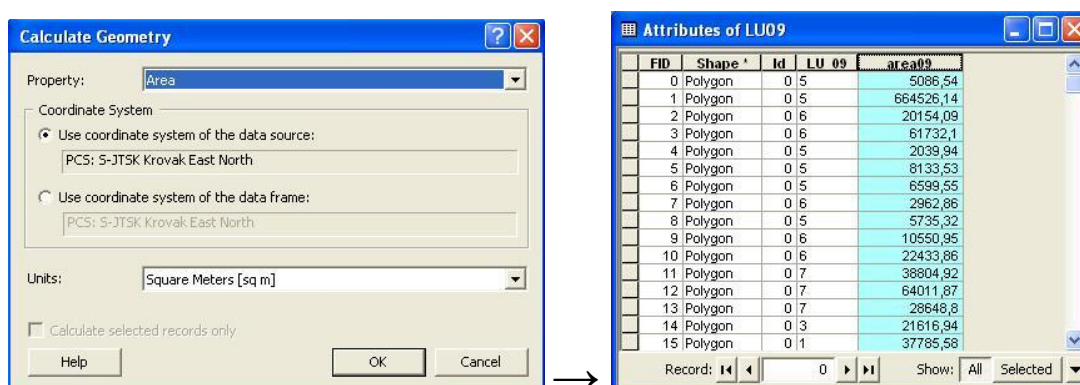 Calculate Geometry
Property:
Area
Coordinate System
Use coordinate system of the data source:
PCS: S-JTSK Krovak East North
Use coordinate system of the data frame:
PCS: S-JTSK Krovak East North
Units:
Square Meters [sq m]
Calculate selected records only
Help OK Cancel
→
Attributes of LU09
FID Shape * Id LU_09 area09
0 Polygon 0 5 5086,54
1 Polygon 0 5 664526,14
2 Polygon 0 6 20154,09
3 Polygon 0 6 61732,1
4 Polygon 0 5 2039,94
5 Polygon 0 5 8133,53
6 Polygon 0 5 6599,55
7 Polygon 0 6 2962,86
8 Polygon 0 5 5735,32
9 Polygon 0 6 10550,95
10 Polygon 0 6 22433,86
11 Polygon 0 7 38804,92
12 Polygon 0 7 64011,87
13 Polygon 0 7 28648,8
14 Polygon 0 3 21616,94
15 Polygon 0 1 37785,58
Record: 0 Show: All Selected